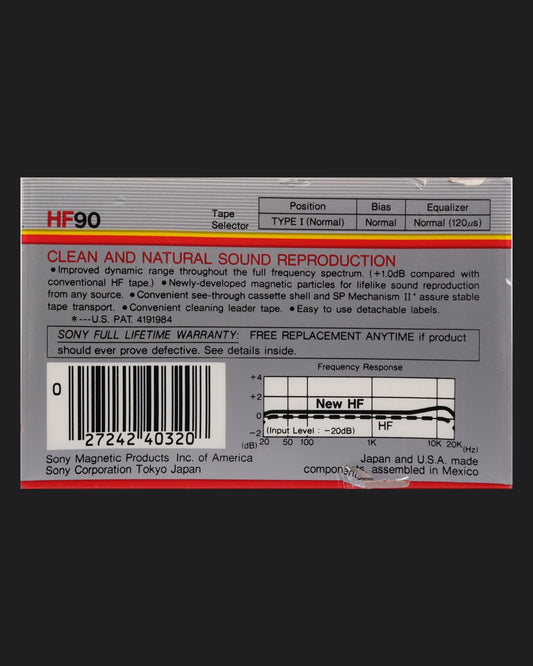 HF90
Tape Selector
Position Bias Equalizer
TYPE I (Normal) Normal Normal (120μs)
CLEAN AND NATURAL SOUND REPRODUCTION
● Improved dynamic range throughout the full frequency spectrum. (+1.0dB compared with
conventional HF tape.) ● Newly-developed magnetic particles for lifelike sound reproduction
from any source. ● Convenient see-through cassette shell and SP Mechanism II* assure stable
tape transport. ● Convenient cleaning leader tape. ● Easy to use detachable labels.
*---U.S. PAT. 4191984
SONY FULL LIFETIME WARRANTY: FREE REPLACEMENT ANYTIME if product
should ever prove defective. See details inside.
0
27242 40320
Frequency Response
+4
+2
0
-2
(dB)
New HF
HF
(Input Level : -20dB)
20 50 100 1K 10K 20K (Hz)
Sony Magnetic Products Inc. of America
Sony Corporation Tokyo Japan
Japan and U.S.A. made
components, assembled in Mexico